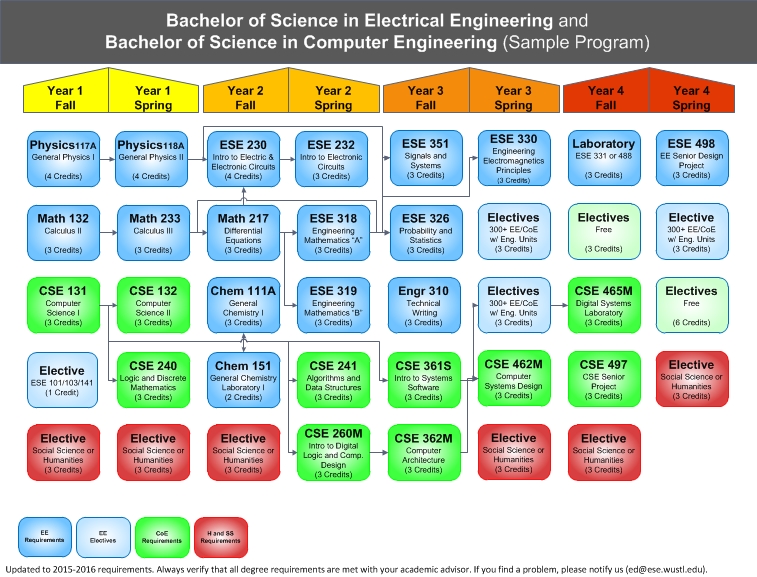 Bachelor of Science in Electrical Engineering and
Bachelor of Science in Computer Engineering (Sample Program)
Year 1
Fall
Year 1
Spring
Year 2
Fall
Year 2
Spring
Year 3
Fall
Year 3
Spring
Year 4
Fall
Year 4
Spring
Physics117A
General Physics I
(4 Credits)
Physics118A
General Physics II
(4 Credits)
ESE 230
Intro to Electric &
Electronic Circuits
(4 Credits)
ESE 232
Intro to Electronic
Circuits
(3 Credits)
ESE 351
Signals and
Systems
(3 Credits)
ESE 330
Engineering
Electromagnetics
Principles
(3 Credits)
Laboratory
ESE 331 or 488
(3 Credits)
ESE 498
EE Senior Design
Project
(3 Credits)
Math 132
Calculus II
(3 Credits)
Math 233
Calculus III
(3 Credits)
Math 217
Differential
Equations
(3 Credits)
ESE 318
Engineering
Mathematics "A"
(3 Credits)
ESE 326
Probability and
Statistics
(3 Credits)
Electives
300+ EE/CoE
w/ Eng. Units
(3 Credits)
Electives
Free
(3 Credits)
Elective
300+ EE/CoE
w/ Eng. Units
(3 Credits)
CSE 131
Computer
Science I
(3 Credits)
CSE 132
Computer
Science II
(3 Credits)
Chem 111A
General
Chemistry I
(3 Credits)
ESE 319
Engineering
Mathematics "B"
(3 Credits)
Engr 310
Technical
Writing
(3 Credits)
Electives
300+ EE/CoE
w/ Eng. Units
(3 Credits)
CSE 465M
Digital Systems
Laboratory
(3 Credits)
Electives
Free
(6 Credits)
Elective
ESE 101/103/141
(1 Credit)
CSE 240
Logic and Discrete
Mathematics
(3 Credits)
Chem 151
General Chemistry
Laboratory I
(2 Credits)
CSE 241
Algorithms and
Data Structures
(3 Credits)
CSE 361S
Intro to Systems
Software
(3 Credits)
CSE 462M
Computer
Systems Design
(3 Credits)
CSE 497
CSE Senior
Project
(3 Credits)
Elective
Social Science or
Humanities
(3 Credits)
Elective
Social Science or
Humanities
(3 Credits)
Elective
Social Science or
Humanities
(3 Credits)
Elective
Social Science or
Humanities
(3 Credits)
CSE 260M
Intro to Digital
Logic and Comp.
Design
(3 Credits)
CSE 362M
Computer
Architecture
(3 Credits)
Elective
Social Science or
Humanities
(3 Credits)
Elective
Social Science or
Humanities
(3 Credits)
EE
Requirements
EE
Electives
CoE
Requirements
H and SS
Requirements
Updated to 2015-2016 requirements. Always verify that all degree requirements are met with your academic advisor. If you find a problem, please notify us (ed@ese.wustl.edu).